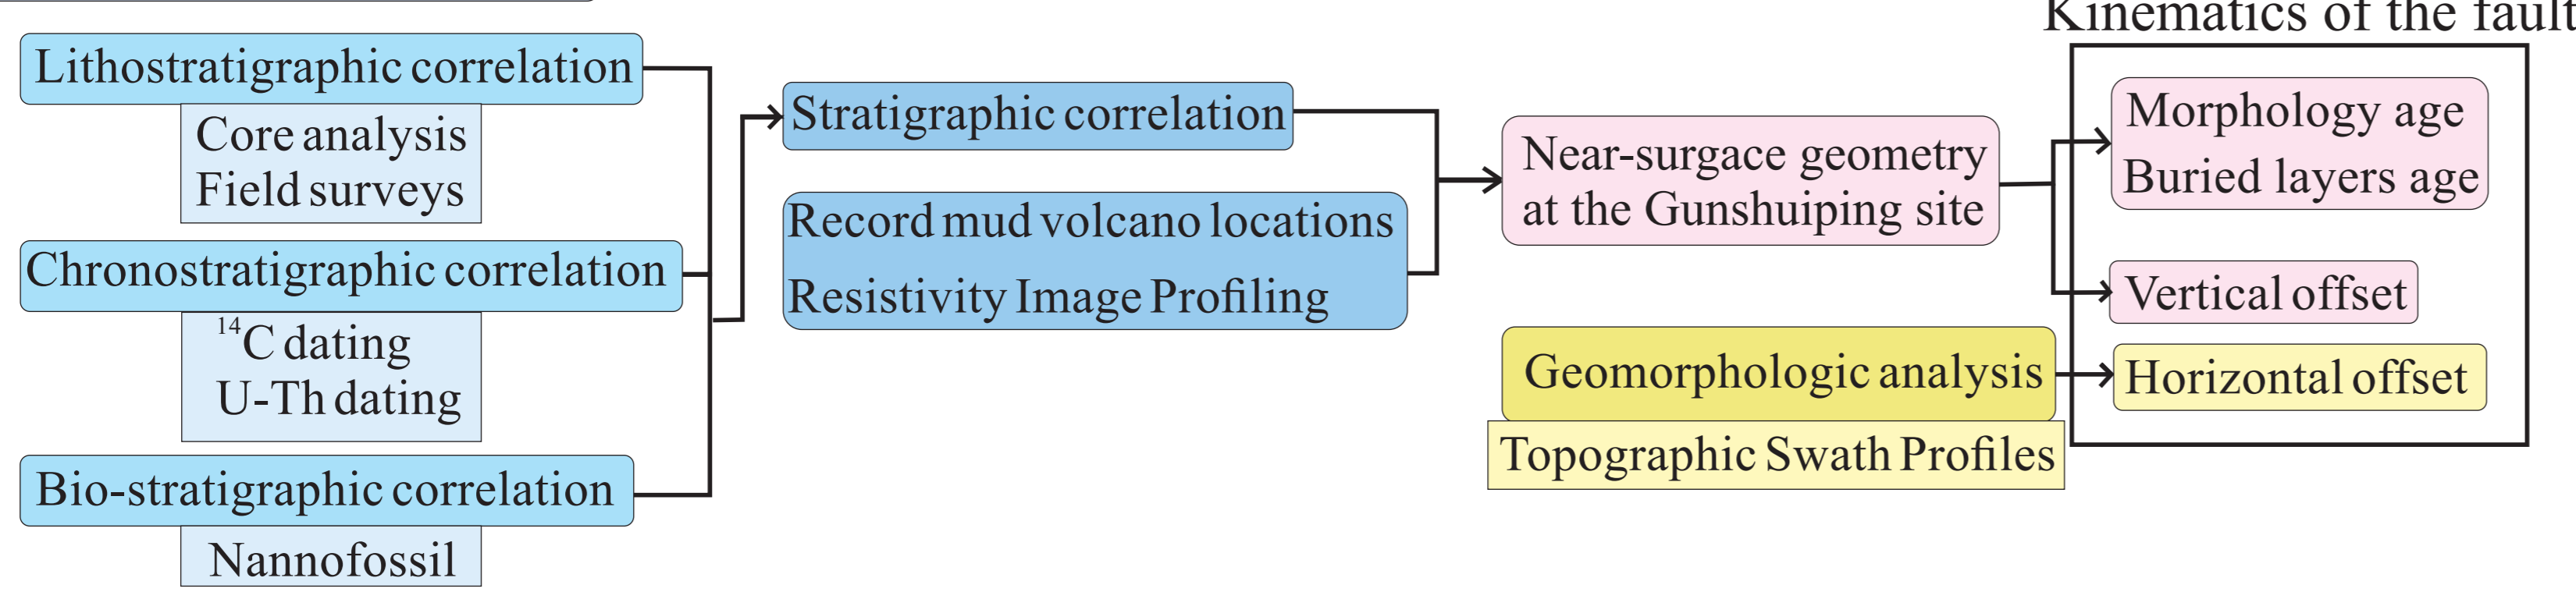 Kinematics of the fault
Lithostratigraphic correlation
Core analysis
Field surveys
Chronostratigraphic correlation
14C dating
U-Th dating
Bio-stratigraphic correlation
Nannofossil
Stratigraphic correlation
Record mud volcano locations
Resistivity Image Profiling
Near-surgace geometry
at the Gunshuiping site
Geomorphologic analysis
Topographic Swath Profiles
Morphology age
Buried layers age
Vertical offset
Horizontal offset